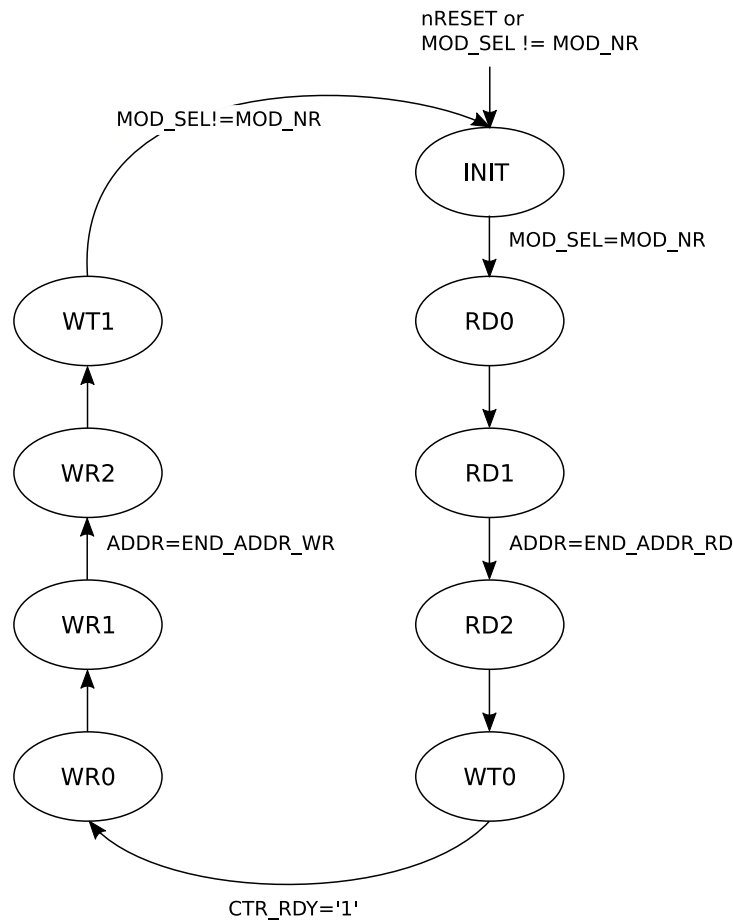 nRESET or
MOD_SEL != MOD_NR
MOD_SEL!=MOD_NR
INIT
MOD_SEL=MOD_NR
WT1
RD0
WR2
RD1
ADDR=END_ADDR_WR
ADDR=END_ADDR_RD
WR1
RD2
WR0
WT0
CTR_RDY='1'